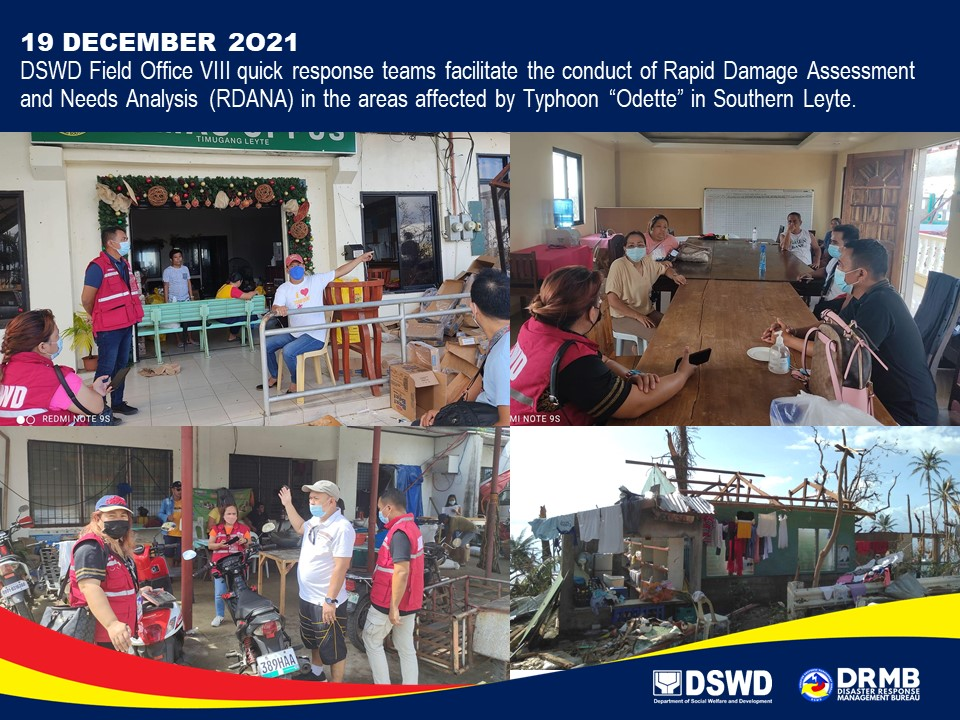 19 DECEMBER 2O21
DSWD Field Office VIII quick response teams facilitate the conduct of Rapid Damage Assessment
and Needs Analysis (RDANA) in the areas affected by Typhoon “Odette” in Southern Leyte.
TIMUGANG LEYTE
WD
REDMI NOTE 9S
SWD
MI NOTE 9S
389HAA
DSWD
Department of Social Welfare and Development
DRMB
DISASTER RESPONSE
MANAGEMENT BUREAU